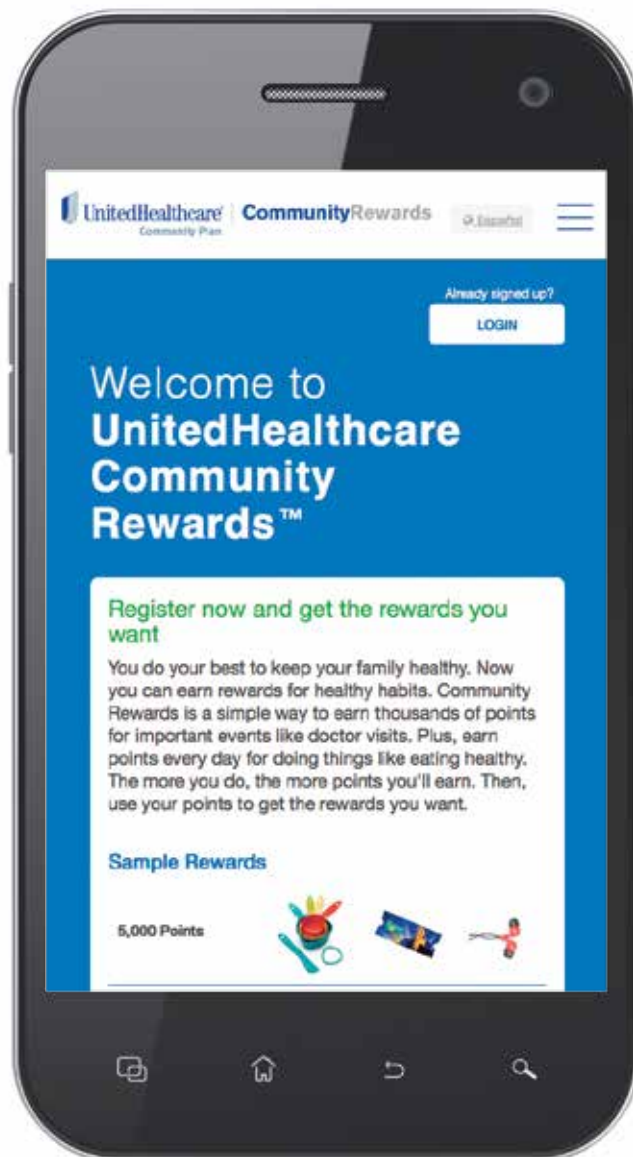 UnitedHealthcare® | CommunityRewards Español
Community Plan
Already signed up?
LOGIN
Welcome to
UnitedHealthcare
Community
Rewards™
Register now and get the rewards you
want
You do your best to keep your family healthy. Now
you can earn rewards for healthy habits. Community
Rewards is a simple way to earn thousands of points
for important events like doctor visits. Plus, earn
points every day for doing things like eating healthy.
The more you do, the more points you'll earn. Then,
use your points to get the rewards you want.
Sample Rewards
5,000 Points